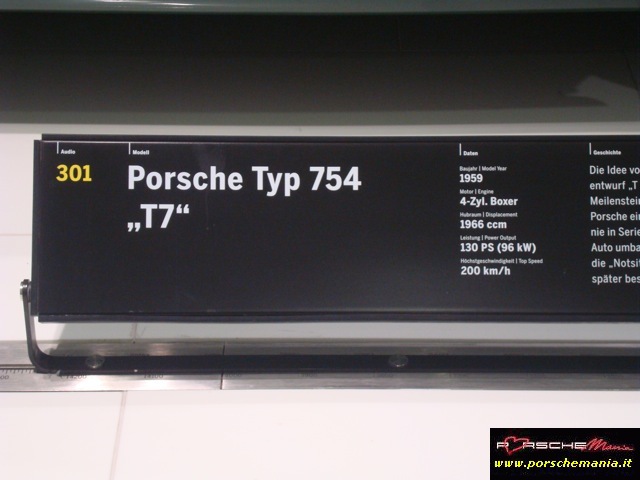 Audio
301
Modell
Porsche Typ 754
„T7“
Daten
Baujahr | Model Year
1959
Motor | Engine
4-Zyl. Boxer
Hubraum | Displacement
1966 ccm
Leistung | Power Output
130 PS (96 kW)
Höchstgeschwindigkeit | Top Speed
200 km/h
Geschichte
Die Idee vo
entwurf „T
Meilenstein
Porsche ein
nie in Serie
Auto umba
die „Notsit
später bes
PORSCHEMania
www.porschemania.it